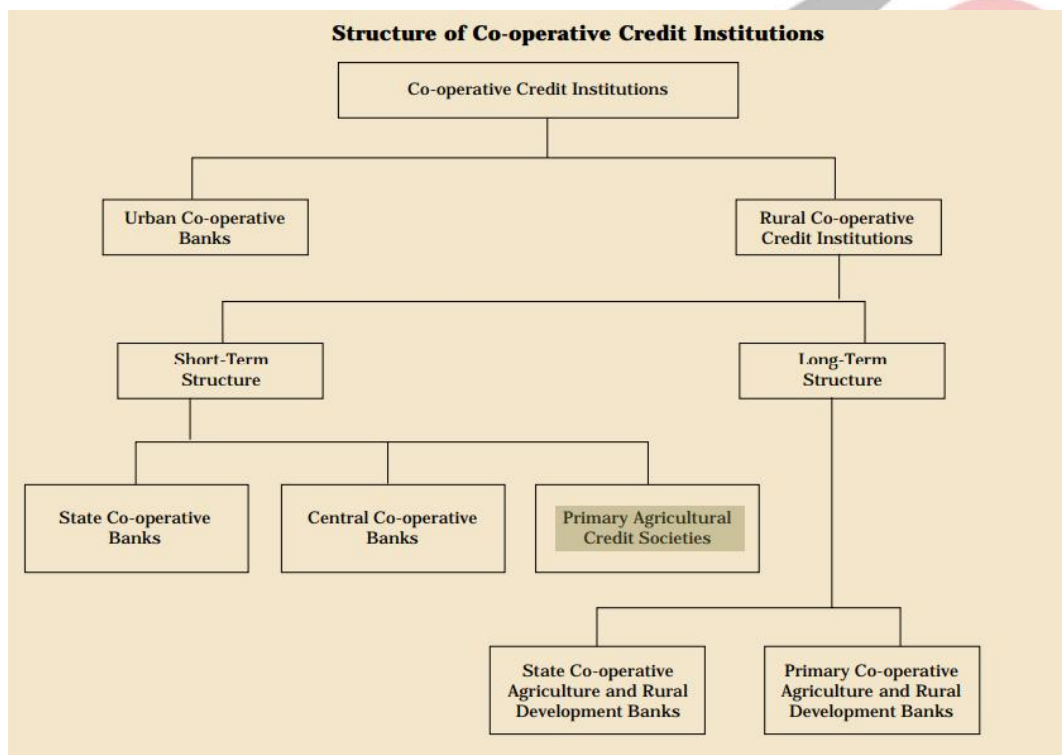 Structure of Co-operative Credit Institutions
Co-operative Credit Institutions
Urban Co-operative
Banks
Rural Co-operative
Credit Institutions
Short-Term
Structure
Long-Term
Structure
State Co-operative
Banks
Central Co-operative
Banks
Primary Agricultural
Credit Societies
State Co-operative
Agriculture and Rural
Development Banks
Primary Co-operative
Agriculture and Rural
Development Banks